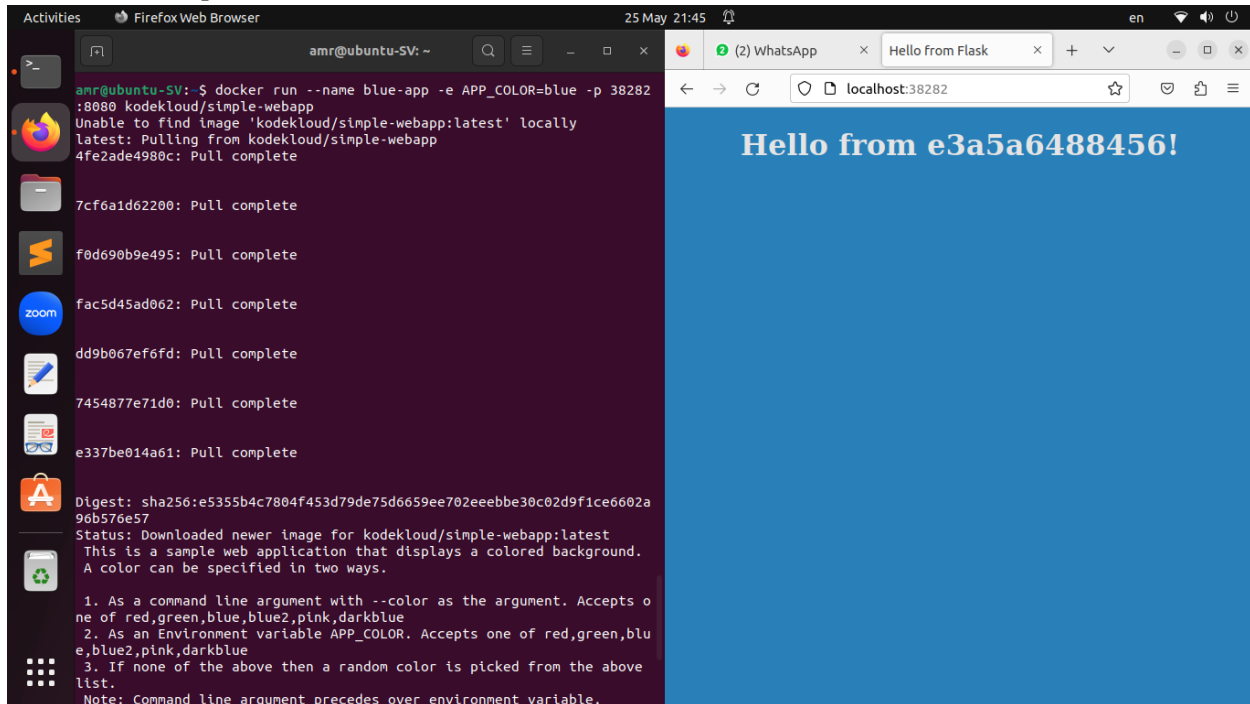 Activities Firefox Web Browser 25 May 21:45 en
amr@ubuntu-SV: ~
amr@ubuntu-SV:~$ docker run --name blue-app -e APP_COLOR=blue -p 38282
:8080 kodekloud/simple-webapp
Unable to find image 'kodekloud/simple-webapp:latest' locally
latest: Pulling from kodekloud/simple-webapp
4fe2ade4980c: Pull complete
7cf6a1d62200: Pull complete
f0d690b9e495: Pull complete
fac5d45ad062: Pull complete
dd9b067ef6fd: Pull complete
7454877e71d0: Pull complete
e337be014a61: Pull complete
Digest: sha256:e5355b4c7804f453d79de75d6659ee702eeebbe30c02d9f1ce6602a
96b576e57
Status: Downloaded newer image for kodekloud/simple-webapp:latest
This is a sample web application that displays a colored background.
A color can be specified in two ways.
1. As a command line argument with --color as the argument. Accepts o
ne of red,green,blue,blue2,pink,darkblue
2. As an Environment variable APP_COLOR. Accepts one of red,green,blu
e,blue2,pink,darkblue
3. If none of the above then a random color is picked from the above
list.
Note: Command line argument precedes over environment variable.
zoom
2 (2) WhatsApp
Hello from Flask
localhost:38282
Hello from e3a5a6488456!